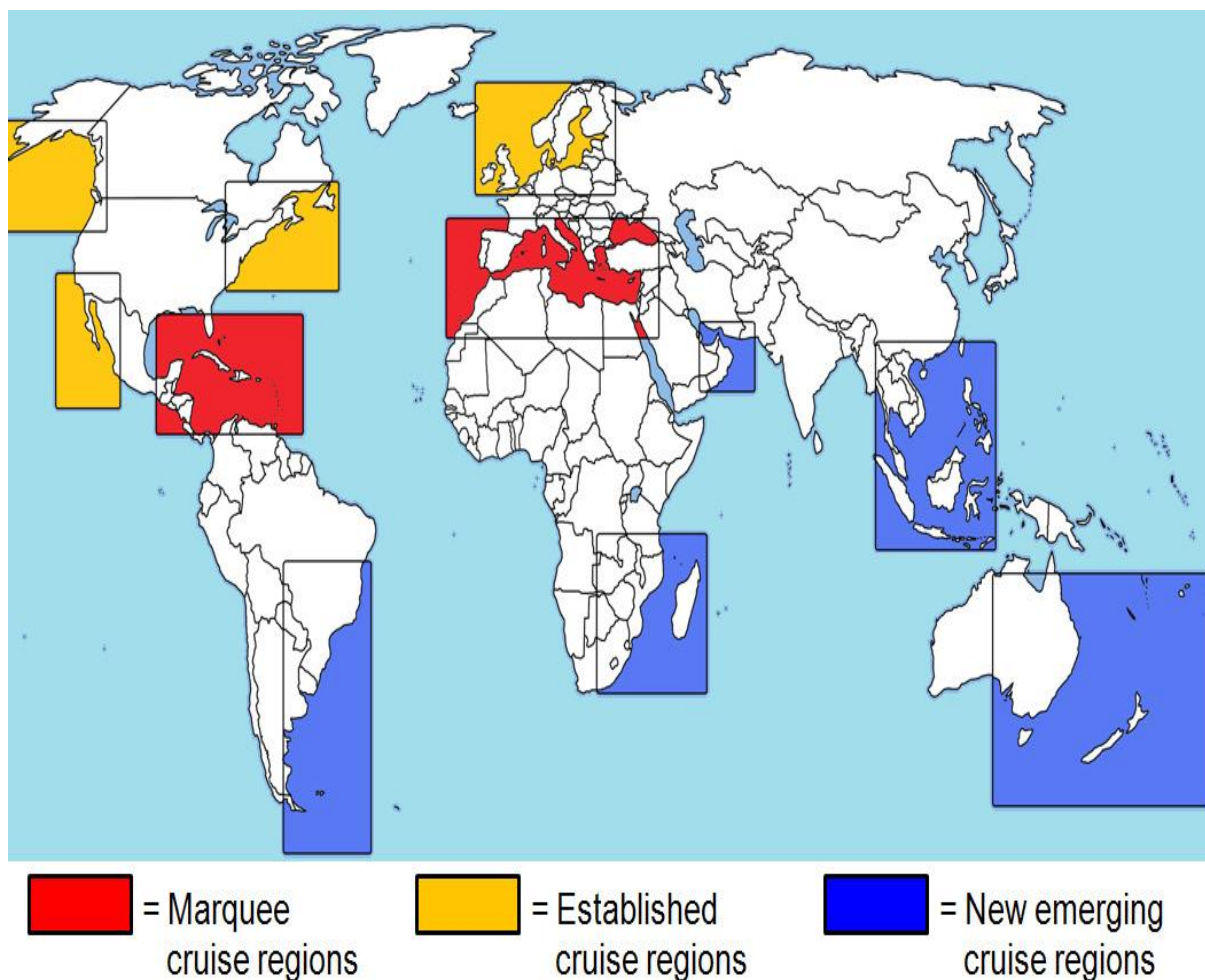 = Marquee
cruise regions
= Established
cruise regions
= New emerging
cruise regions